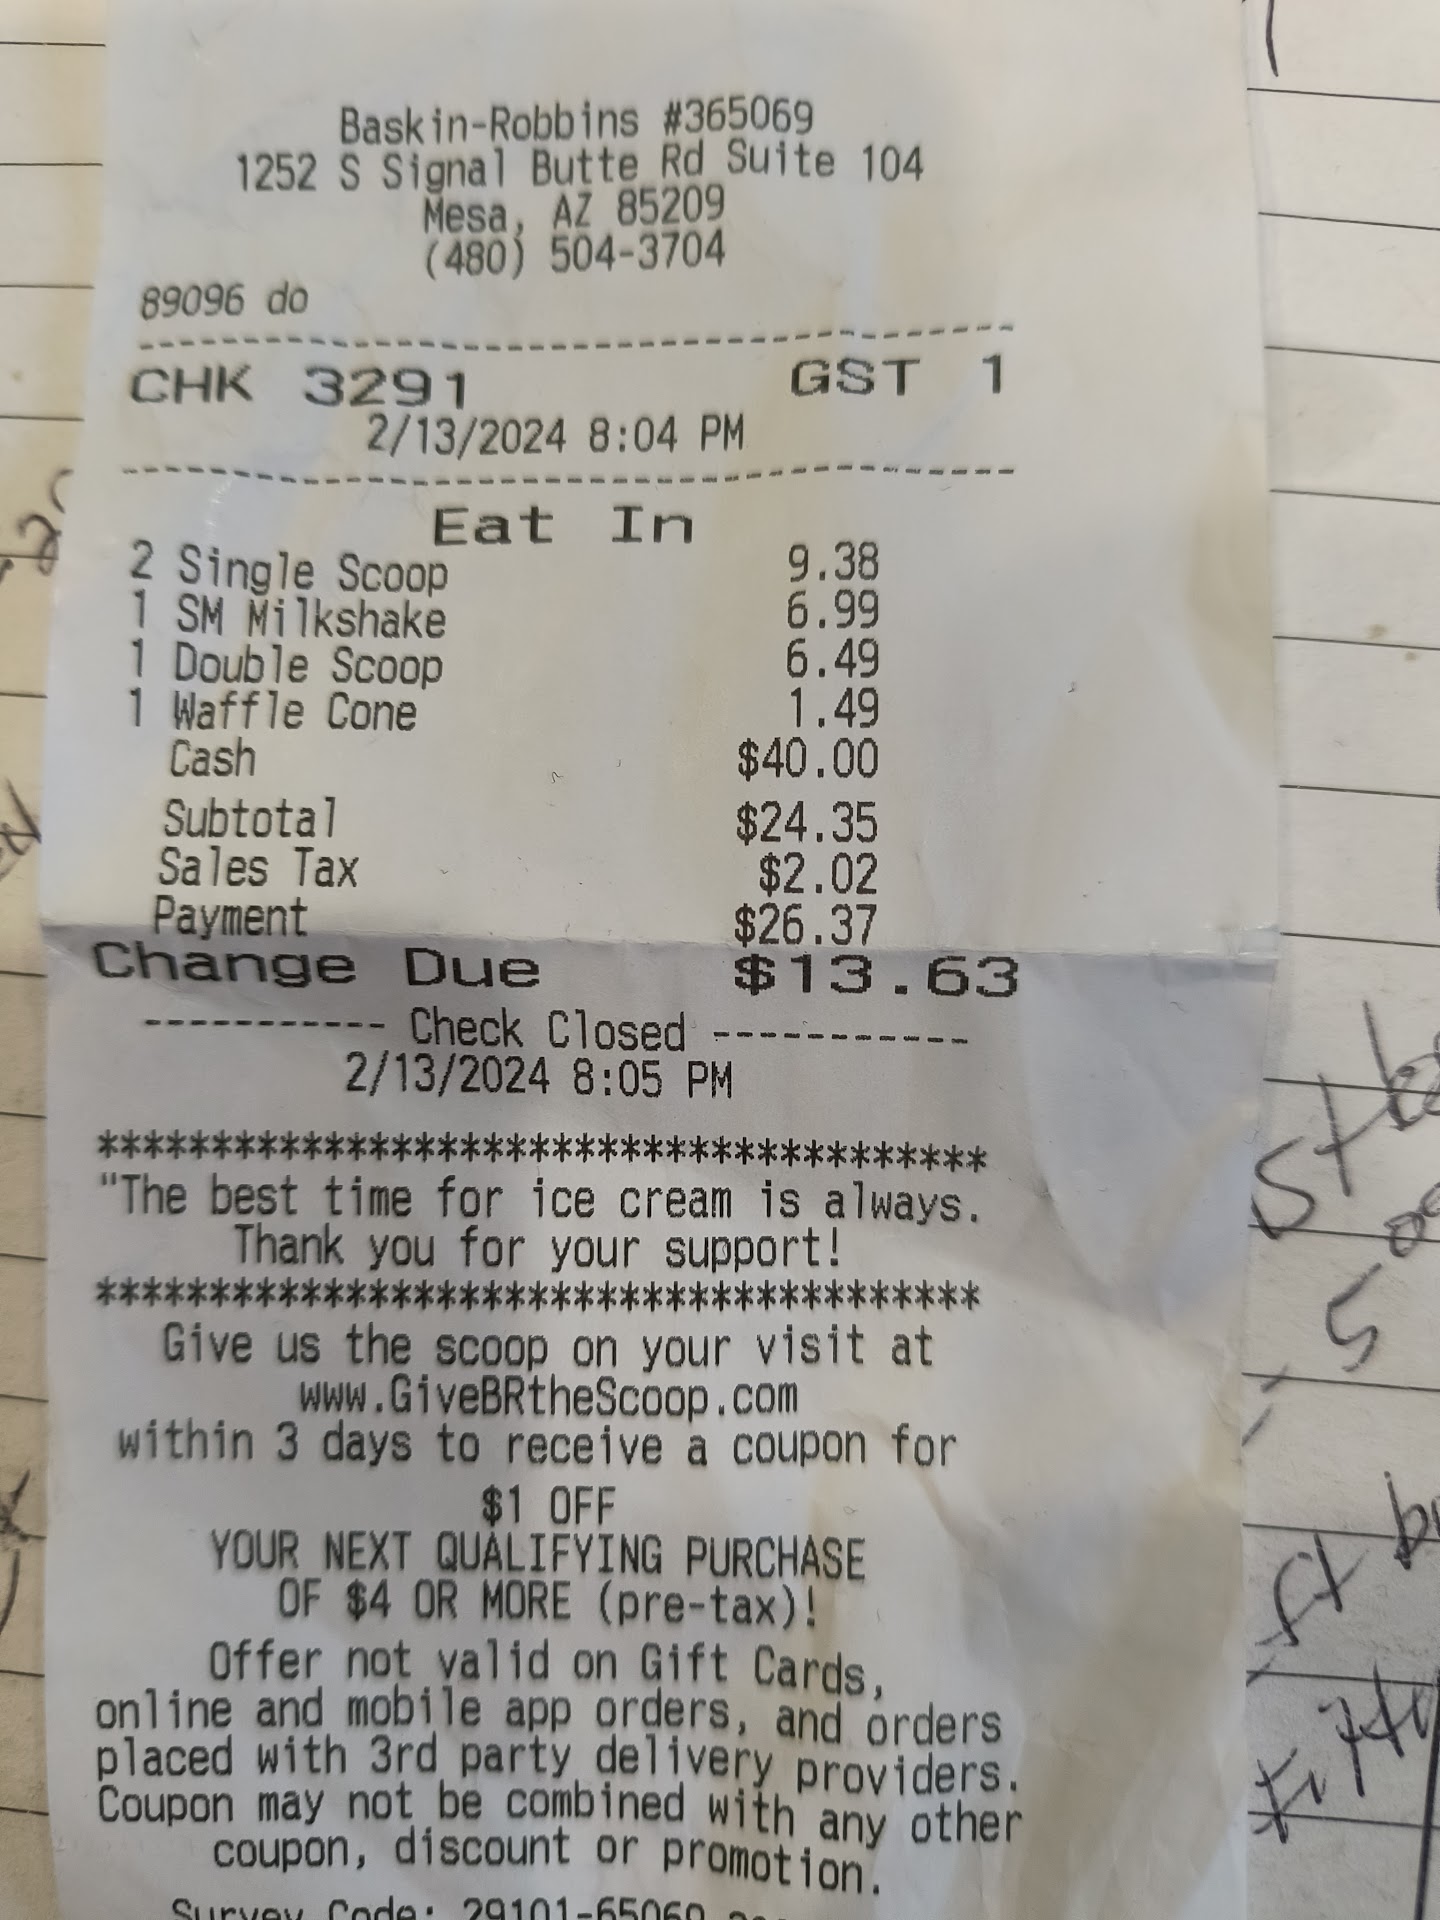 Baskin-Robbins #365069
1252 S Signal Butte Rd Suite 104
Mesa, AZ 85209
(480) 504-3704
89096 do
----------------------------------------
CHK 3291 GST 1
2/13/2024 8:04 PM
----------------------------------------
Eat In
2 Single Scoop 9.38
1 SM Milkshake 6.99
1 Double Scoop 6.49
1 Waffle Cone 1.49
Cash $40.00
Subtotal $24.35
Sales Tax $2.02
Payment $26.37
Change Due $13.63
----------- Check Closed -----------
2/13/2024 8:05 PM
***************************************
"The best time for ice cream is always.
Thank you for your support!
***************************************
Give us the scoop on your visit at
www.GiveBRtheScoop.com
within 3 days to receive a coupon for
$1 OFF
YOUR NEXT QUALIFYING PURCHASE
OF $4 OR MORE (pre-tax)!
Offer not valid on Gift Cards,
online and mobile app orders, and orders
placed with 3rd party delivery providers.
Coupon may not be combined with any other
coupon, discount or promotion.
Survey Code: 29101-65069